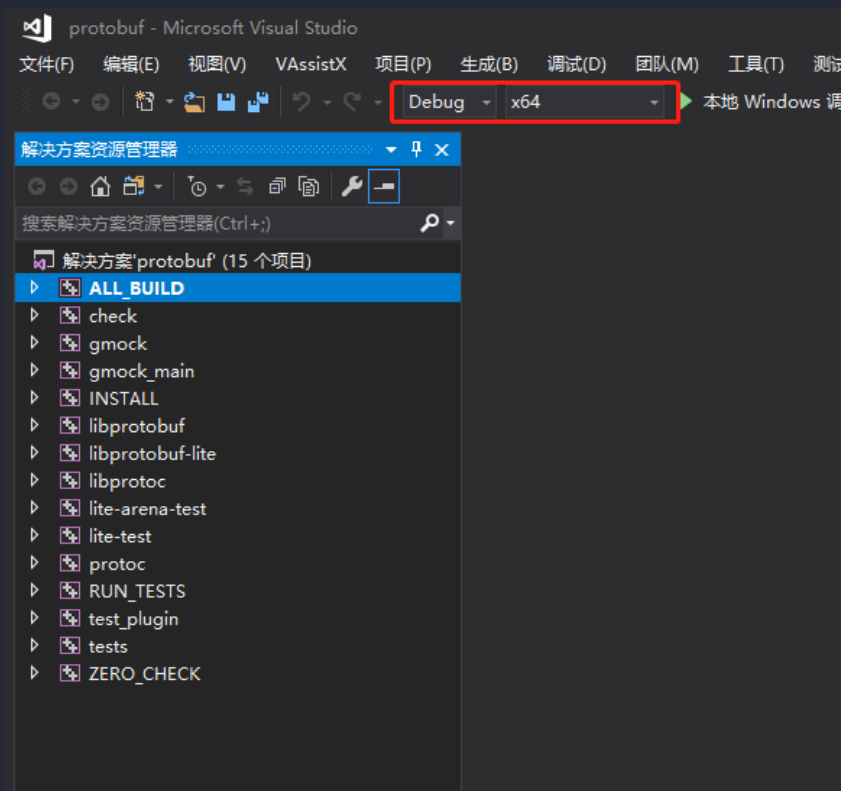 protobuf - Microsoft Visual Studio
文件(F) 编辑(E) 视图(V) VAssistX 项目(P) 生成(B) 调试(D) 团队(M) 工具(T) 测试
Debug x64 本地 Windows 调
解决方案资源管理器
搜索解决方案资源管理器(Ctrl+;)
解决方案'protobuf' (15 个项目)
ALL_BUILD
check
gmock
gmock_main
INSTALL
libprotobuf
libprotobuf-lite
libprotoc
lite-arena-test
lite-test
protoc
RUN_TESTS
test_plugin
tests
ZERO_CHECK